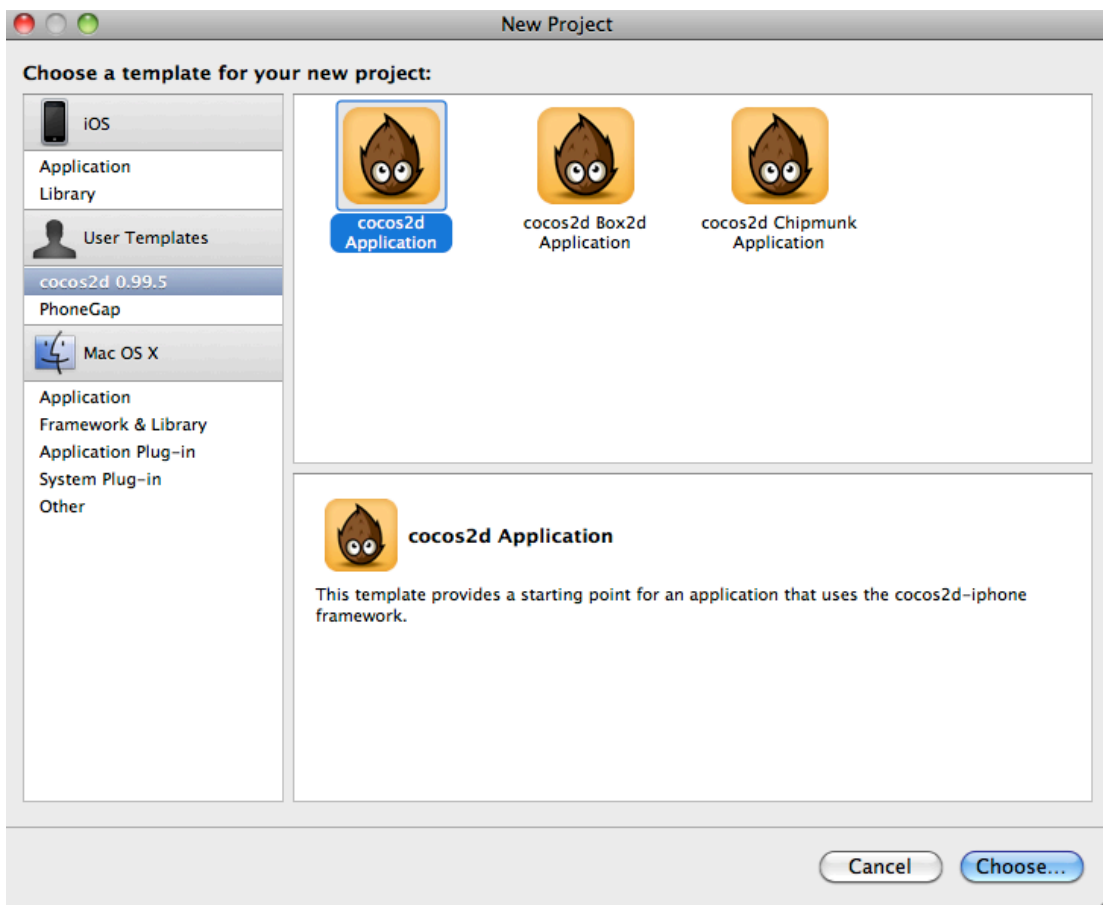 New Project
Choose a template for your new project:
iOS
Application
Library
User Templates
cocos2d 0.99.5
PhoneGap
Mac OS X
Application
Framework & Library
Application Plug-in
System Plug-in
Other
cocos2d
Application
cocos2d Box2d
Application
cocos2d Chipmunk
Application
cocos2d Application
This template provides a starting point for an application that uses the cocos2d-iphone
framework.
Cancel
Choose...